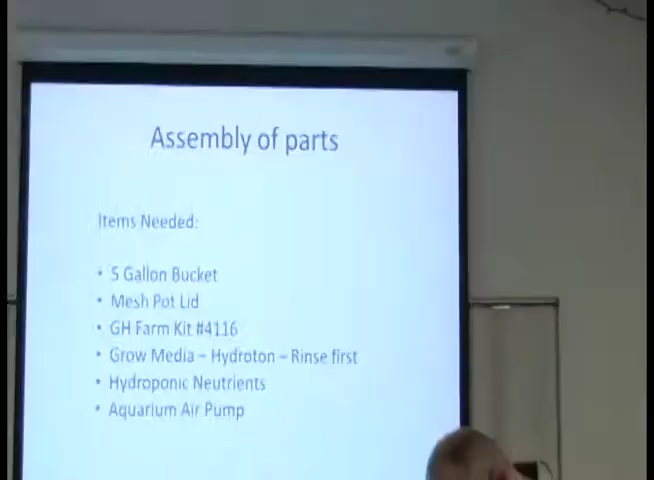 Assembly of parts
Items Needed:
• 5 Gallon Bucket
• Mesh Pot Lid
• GH Farm Kit #4116
• Grow Media – Hydroton – Rinse first
• Hydroponic Neutrients
• Aquarium Air Pump